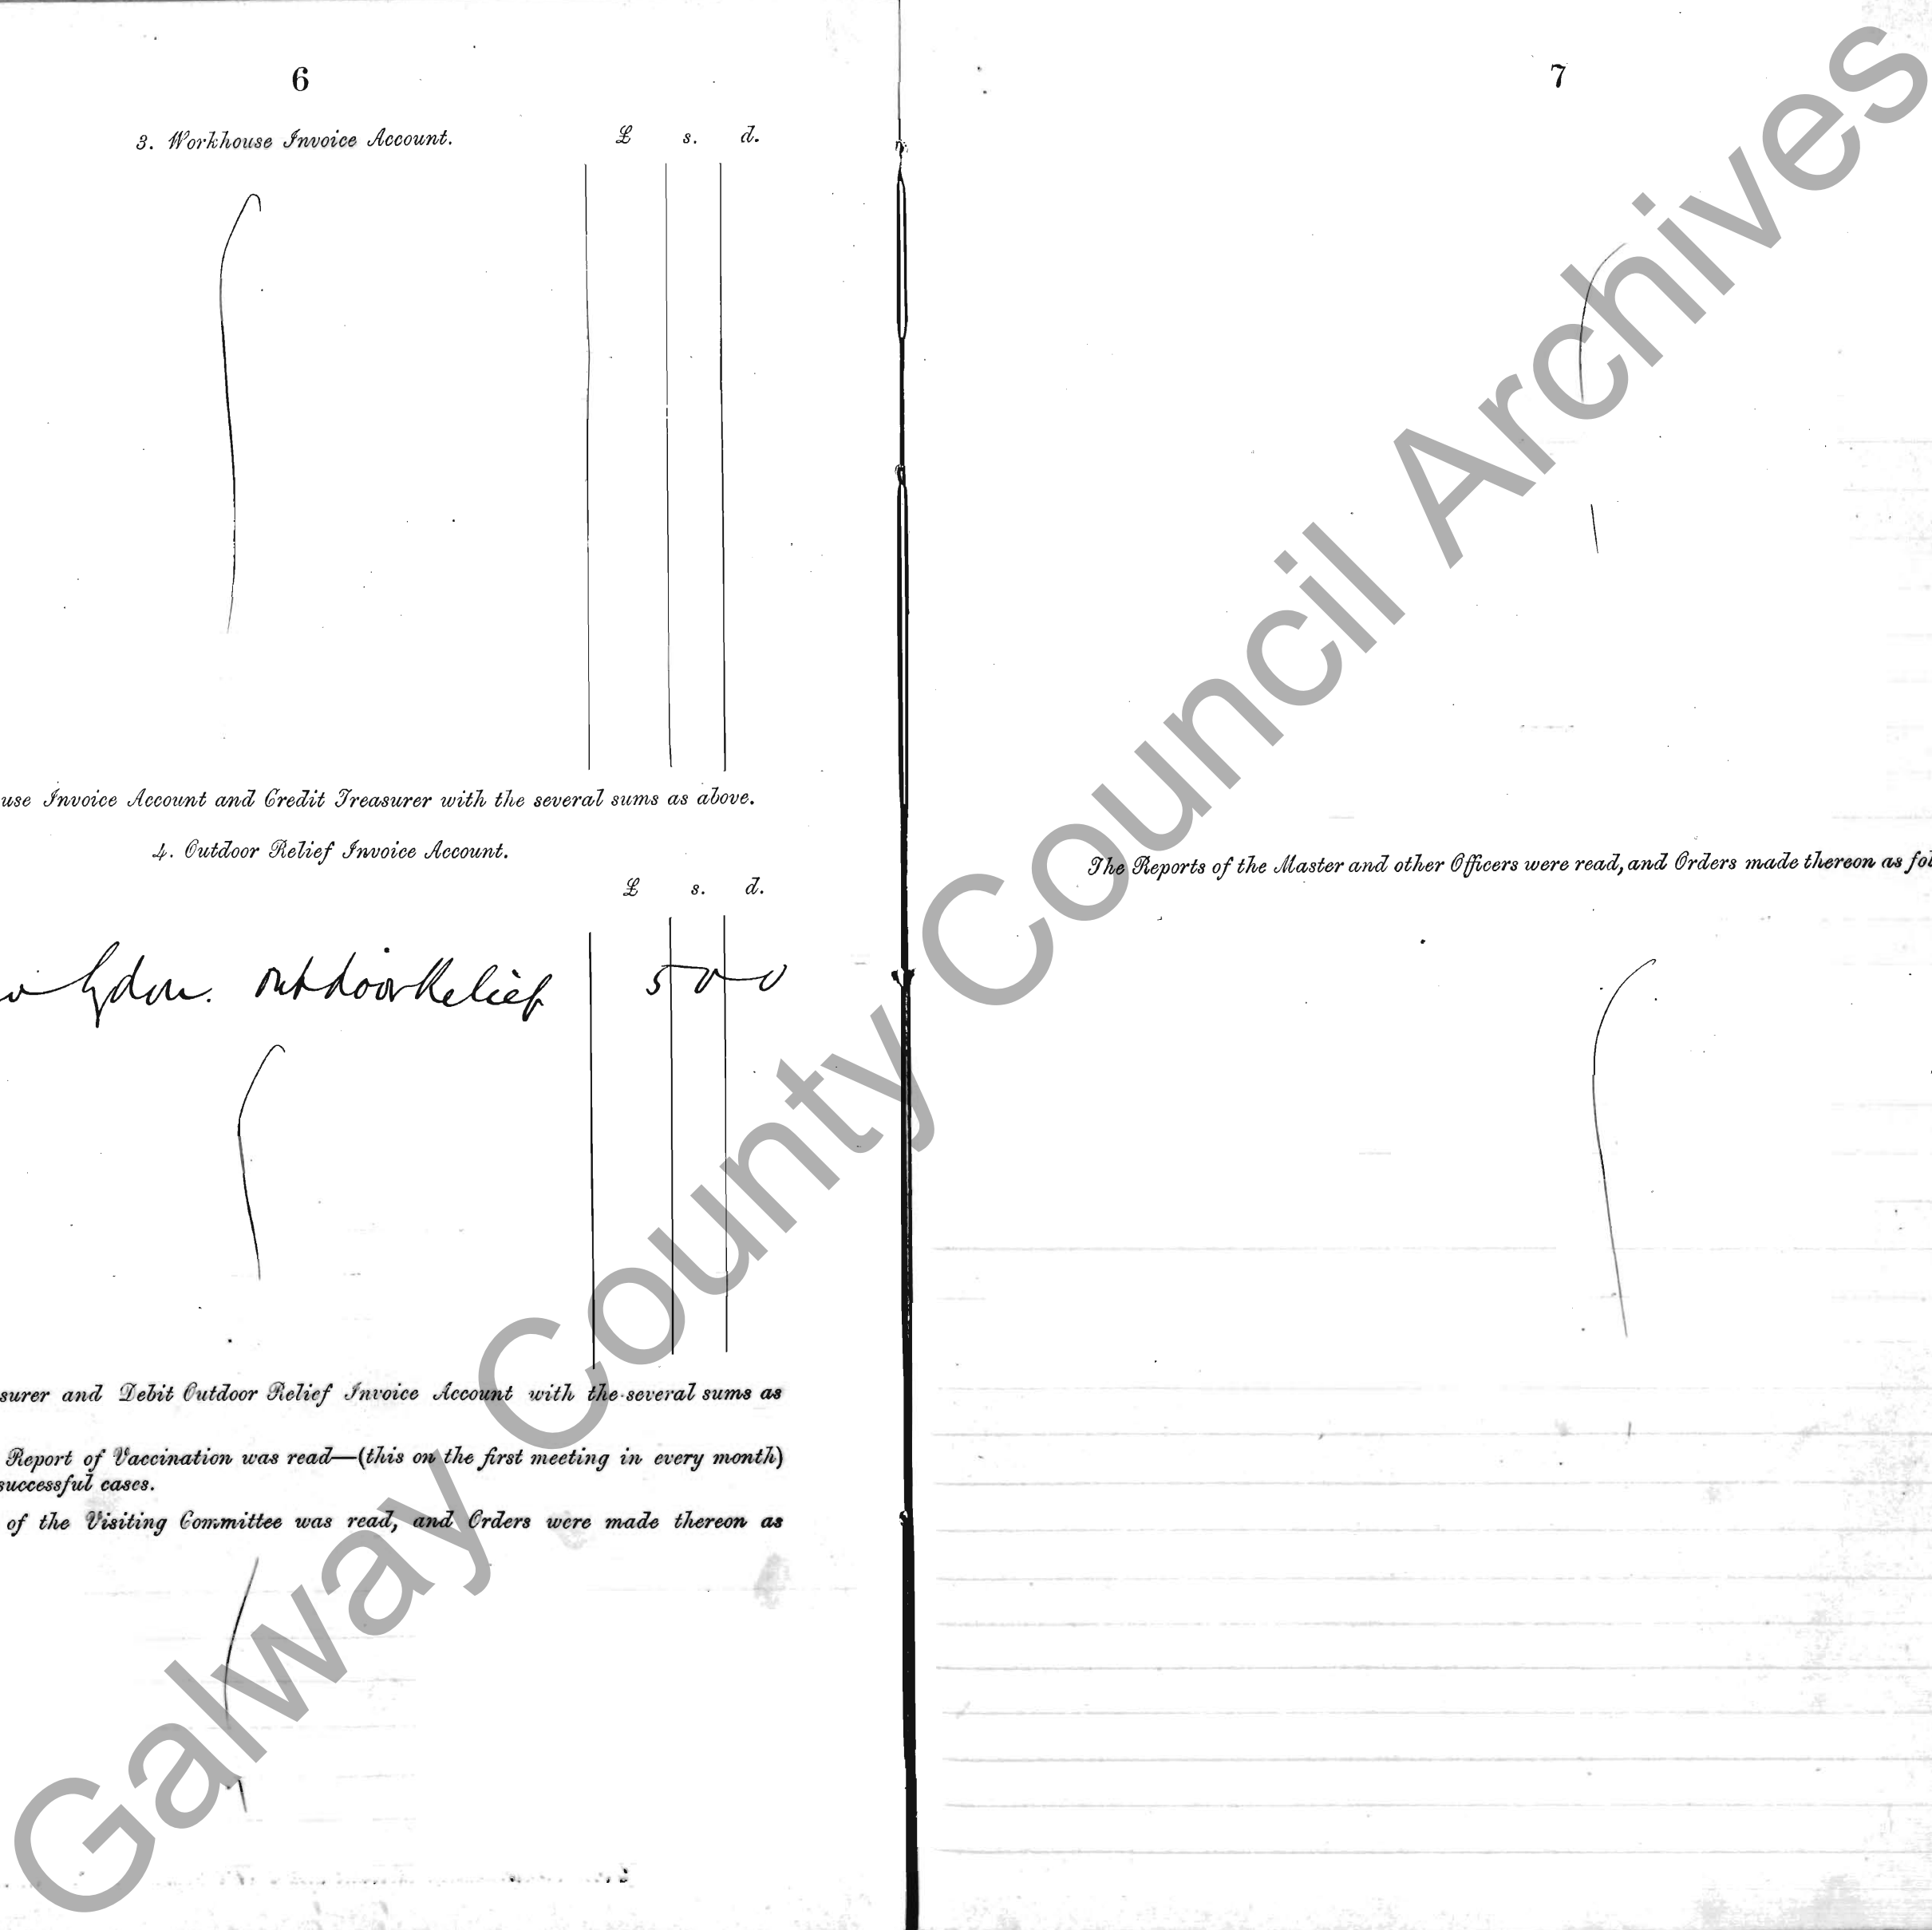 6
3. Workhouse Invoice Account. £ s. d.
use Invoice Account and Credit Treasurer with the several sums as above.
4. Outdoor Relief Invoice Account.
£ s. d.
Outdoor Relief 5 0 0
surer and Debit Outdoor Relief Invoice Account with the several sums as
Report of Vaccination was read—(this on the first meeting in every month)
successful cases.
of the Visiting Committee was read, and Orders were made thereon as
7
The Reports of the Master and other Officers were read, and Orders made thereon as fol
Galway County Council Archives